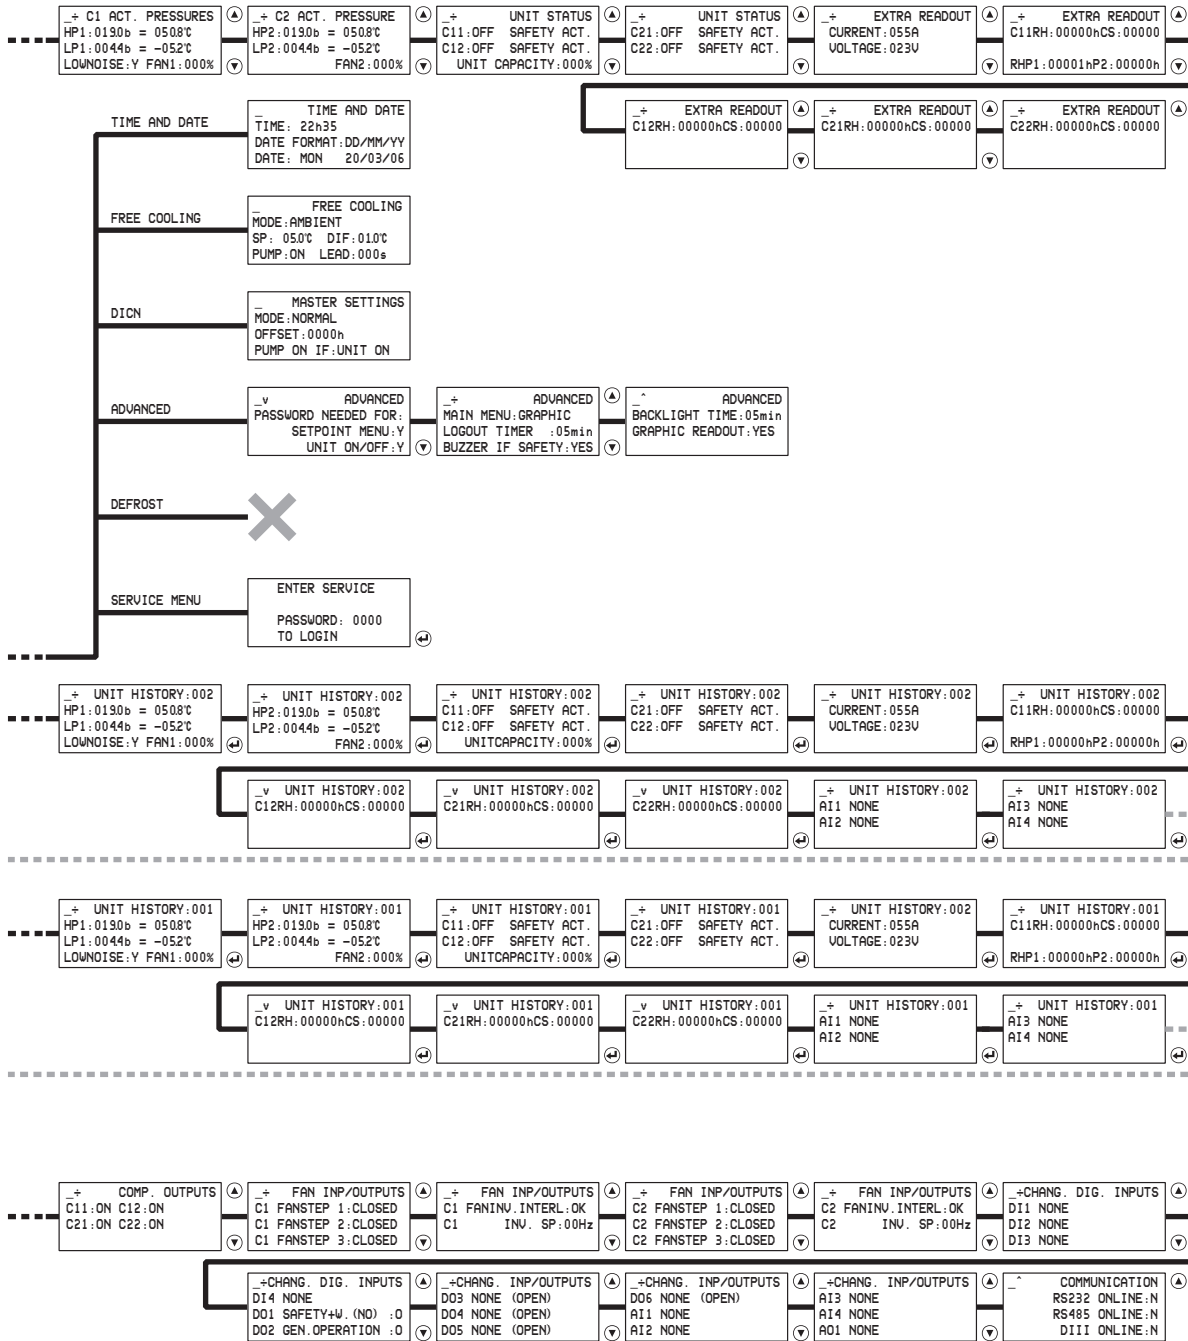 _÷ C1 ACT. PRESSURES
HP1:019.0b = 050.8°C
LP1:004.4b = -05.2°C
LOWNOISE:Y FAN1:000%
_÷ C2 ACT. PRESSURE
HP2:019.0b = 050.8°C
LP2:004.4b = -05.2°C
FAN2:000%
_÷ UNIT STATUS
C11:OFF SAFETY ACT.
C12:OFF SAFETY ACT.
UNIT CAPACITY:000%
_÷ UNIT STATUS
C21:OFF SAFETY ACT.
C22:OFF SAFETY ACT.
_÷ EXTRA READOUT
CURRENT:055A
VOLTAGE:023V
_÷ EXTRA READOUT
C11RH:00000hCS:00000
RHP1:00001hP2:00000h
_÷ EXTRA READOUT
C12RH:00000hCS:00000
_÷ EXTRA READOUT
C21RH:00000hCS:00000
_÷ EXTRA READOUT
C22RH:00000hCS:00000
TIME AND DATE
_ TIME AND DATE
TIME: 22h35
DATE FORMAT:DD/MM/YY
DATE: MON 20/03/06
FREE COOLING
_ FREE COOLING
MODE:AMBIENT
SP: 05.0°C DIF:01.0°C
PUMP:ON LEAD:000s
DICN
_ MASTER SETTINGS
MODE:NORMAL
OFFSET:0000h
PUMP ON IF:UNIT ON
ADVANCED
_v ADVANCED
PASSWORD NEEDED FOR:
SETPOINT MENU:Y
UNIT ON/OFF:Y
_÷ ADVANCED
MAIN MENU:GRAPHIC
LOGOUT TIMER :05min
BUZZER IF SAFETY:YES
_^ ADVANCED
BACKLIGHT TIME:05min
GRAPHIC READOUT:YES
DEFROST
SERVICE MENU
ENTER SERVICE
PASSWORD: 0000
TO LOGIN
_÷ UNIT HISTORY:002
HP1:019.0b = 050.8°C
LP1:004.4b = -05.2°C
LOWNOISE:Y FAN1:000%
_÷ UNIT HISTORY:002
HP2:019.0b = 050.8°C
LP2:004.4b = -05.2°C
FAN2:000%
_÷ UNIT HISTORY:002
C11:OFF SAFETY ACT.
C12:OFF SAFETY ACT.
UNITCAPACITY:000%
_÷ UNIT HISTORY:002
C21:OFF SAFETY ACT.
C22:OFF SAFETY ACT.
_÷ UNIT HISTORY:002
CURRENT:055A
VOLTAGE:023V
_÷ UNIT HISTORY:002
C11RH:00000hCS:00000
RHP1:00000hP2:00000h
_v UNIT HISTORY:002
C12RH:00000hCS:00000
_v UNIT HISTORY:002
C21RH:00000hCS:00000
_v UNIT HISTORY:002
C22RH:00000hCS:00000
_÷ UNIT HISTORY:002
AI1 NONE
AI2 NONE
_÷ UNIT HISTORY:002
AI3 NONE
AI4 NONE
_÷ UNIT HISTORY:001
HP1:019.0b = 050.8°C
LP1:004.4b = -05.2°C
LOWNOISE:Y FAN1:000%
_÷ UNIT HISTORY:001
HP2:019.0b = 050.8°C
LP2:004.4b = -05.2°C
FAN2:000%
_÷ UNIT HISTORY:001
C11:OFF SAFETY ACT.
C12:OFF SAFETY ACT.
UNITCAPACITY:000%
_÷ UNIT HISTORY:001
C21:OFF SAFETY ACT.
C22:OFF SAFETY ACT.
_÷ UNIT HISTORY:002
CURRENT:055A
VOLTAGE:023V
_÷ UNIT HISTORY:001
C11RH:00000hCS:00000
RHP1:00000hP2:00000h
_v UNIT HISTORY:001
C12RH:00000hCS:00000
_v UNIT HISTORY:001
C21RH:00000hCS:00000
_v UNIT HISTORY:001
C22RH:00000hCS:00000
_÷ UNIT HISTORY:001
AI1 NONE
AI2 NONE
_÷ UNIT HISTORY:001
AI3 NONE
AI4 NONE
_÷ COMP. OUTPUTS
C11:ON C12:ON
C21:ON C22:ON
_÷ FAN INP/OUTPUTS
C1 FANSTEP 1:CLOSED
C1 FANSTEP 2:CLOSED
C1 FANSTEP 3:CLOSED
_÷ FAN INP/OUTPUTS
C1 FANINV.INTERL:OK
C1 INV. SP:00Hz
_÷ FAN INP/OUTPUTS
C2 FANSTEP 1:CLOSED
C2 FANSTEP 2:CLOSED
C2 FANSTEP 3:CLOSED
_÷ FAN INP/OUTPUTS
C2 FANINV.INTERL:OK
C2 INV. SP:00Hz
_÷CHANG. DIG. INPUTS
DI1 NONE
DI2 NONE
DI3 NONE
_÷CHANG. DIG. INPUTS
DI4 NONE
DO1 SAFETY+W.(NO) :O
DO2 GEN.OPERATION :O
_÷CHANG. INP/OUTPUTS
DO3 NONE (OPEN)
DO4 NONE (OPEN)
DO5 NONE (OPEN)
_÷CHANG. INP/OUTPUTS
DO6 NONE (OPEN)
AI1 NONE
AI2 NONE
_÷CHANG. INP/OUTPUTS
AI3 NONE
AI4 NONE
AO1 NONE
_^ COMMUNICATION
RS232 ONLINE:N
RS485 ONLINE:N
DIII ONLINE:N